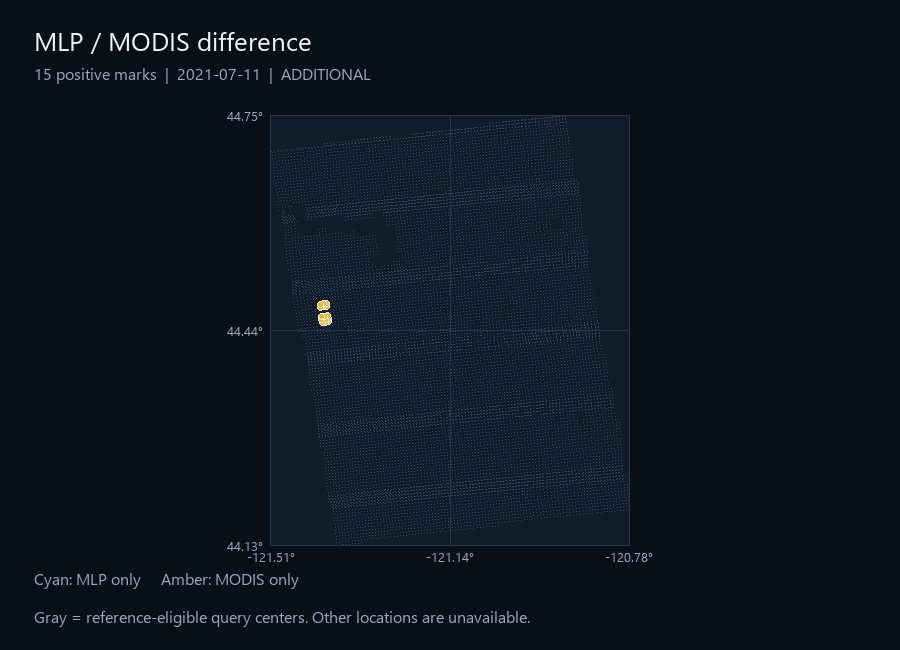 MLP / MODIS difference
15 positive marks | 2021-07-11 | ADDITIONAL
44.75°
44.44°
44.13°
-121.51° -121.14° -120.78°
Cyan: MLP only Amber: MODIS only
Gray = reference-eligible query centers. Other locations are unavailable.